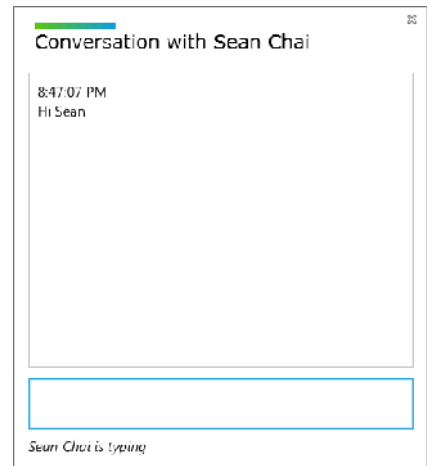 Conversation with Sean Chai
8:47:07 PM
Hi Sean
Sean Chai is typing